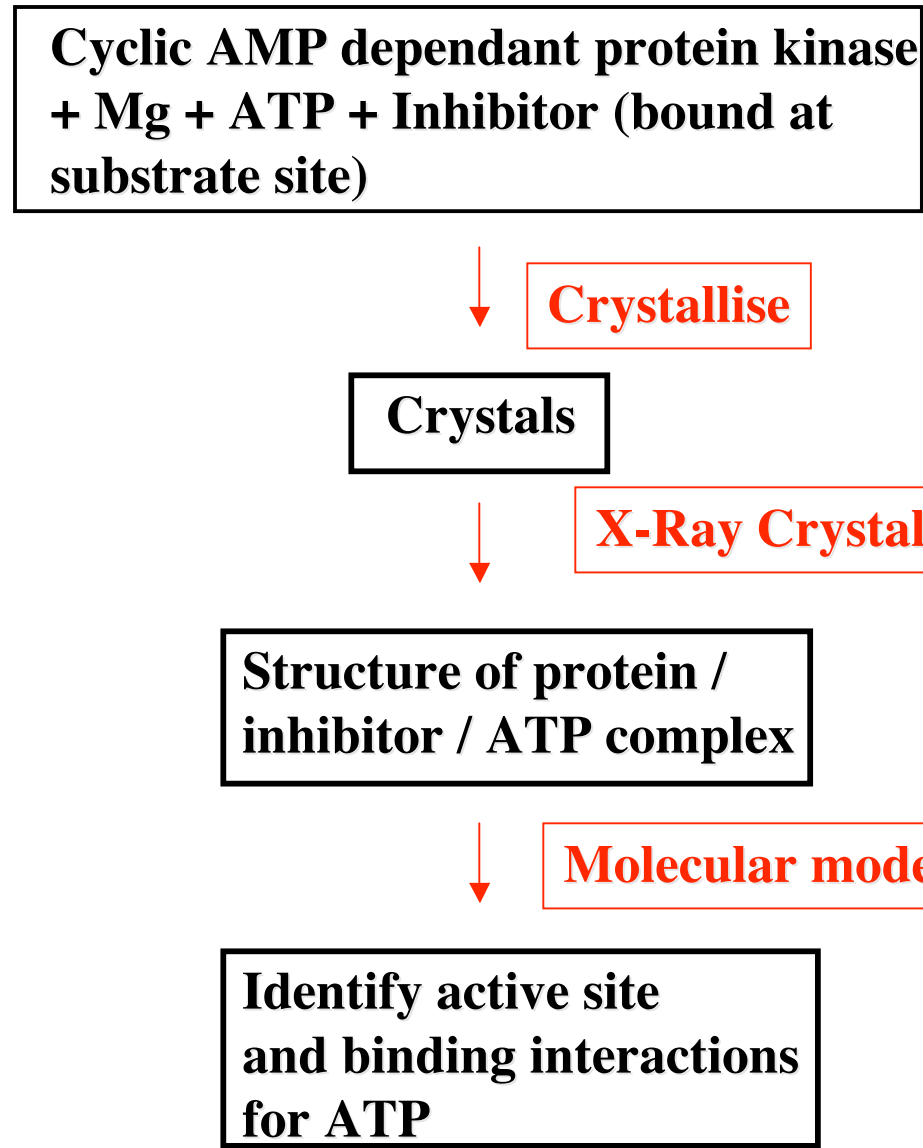 Cyclic AMP dependant protein kinase
+ Mg + ATP + Inhibitor (bound at
substrate site)
Crystallise
Crystals
X-Ray Crystal
Structure of protein /
inhibitor / ATP complex
Molecular mode
Identify active site
and binding interactions
for ATP